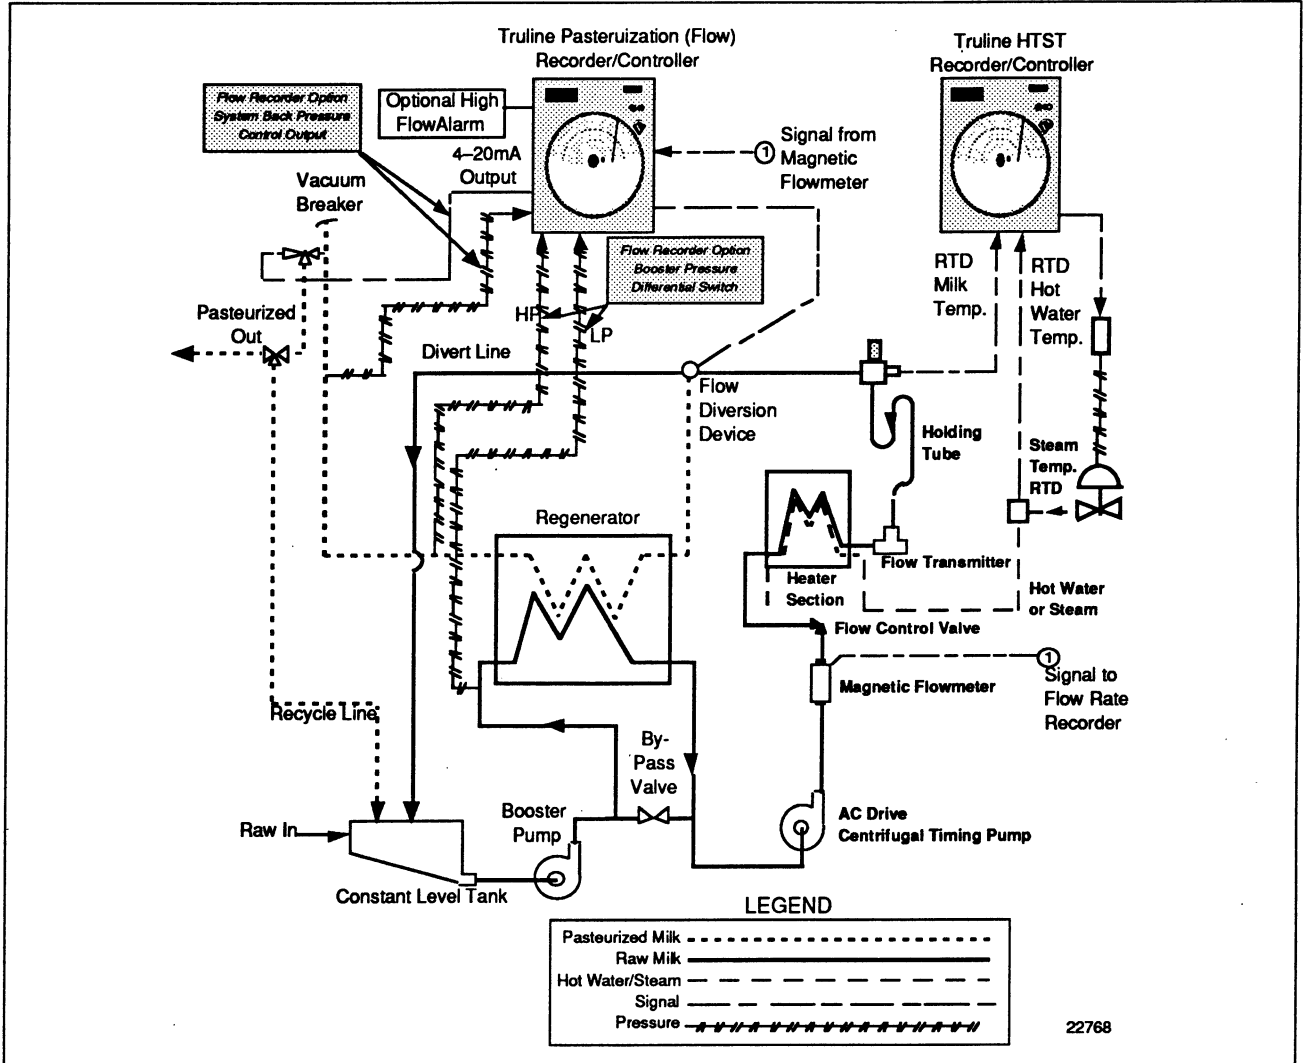 Truline Pasteruization (Flow)
Recorder/Controller
Truline HTST
Recorder/Controller
Flow Recorder Option
System Back Pressure
Control Output
Optional High
FlowAlarm
4–20mA
Output
1
Signal from
Magnetic
Flowmeter
Vacuum
Breaker
Flow Recorder Option
Booster Pressure
Differential Switch
RTD
Milk
Temp.
RTD
Hot
Water
Temp.
HP
LP
Pasteurized
Out
Divert Line
Flow
Diversion
Device
Holding
Tube
Steam
Temp.
RTD
Regenerator
Flow Transmitter
Heater
Section
Hot Water
or Steam
Flow Control Valve
1
Magnetic Flowmeter
Signal to
Flow Rate
Recorder
Recycle Line
By-
Pass
Valve
Booster
Pump
Raw In
AC Drive
Centrifugal Timing Pump
Constant Level Tank
LEGEND
Pasteurized Milk
Raw Milk
Hot Water/Steam
Signal
Pressure
22768